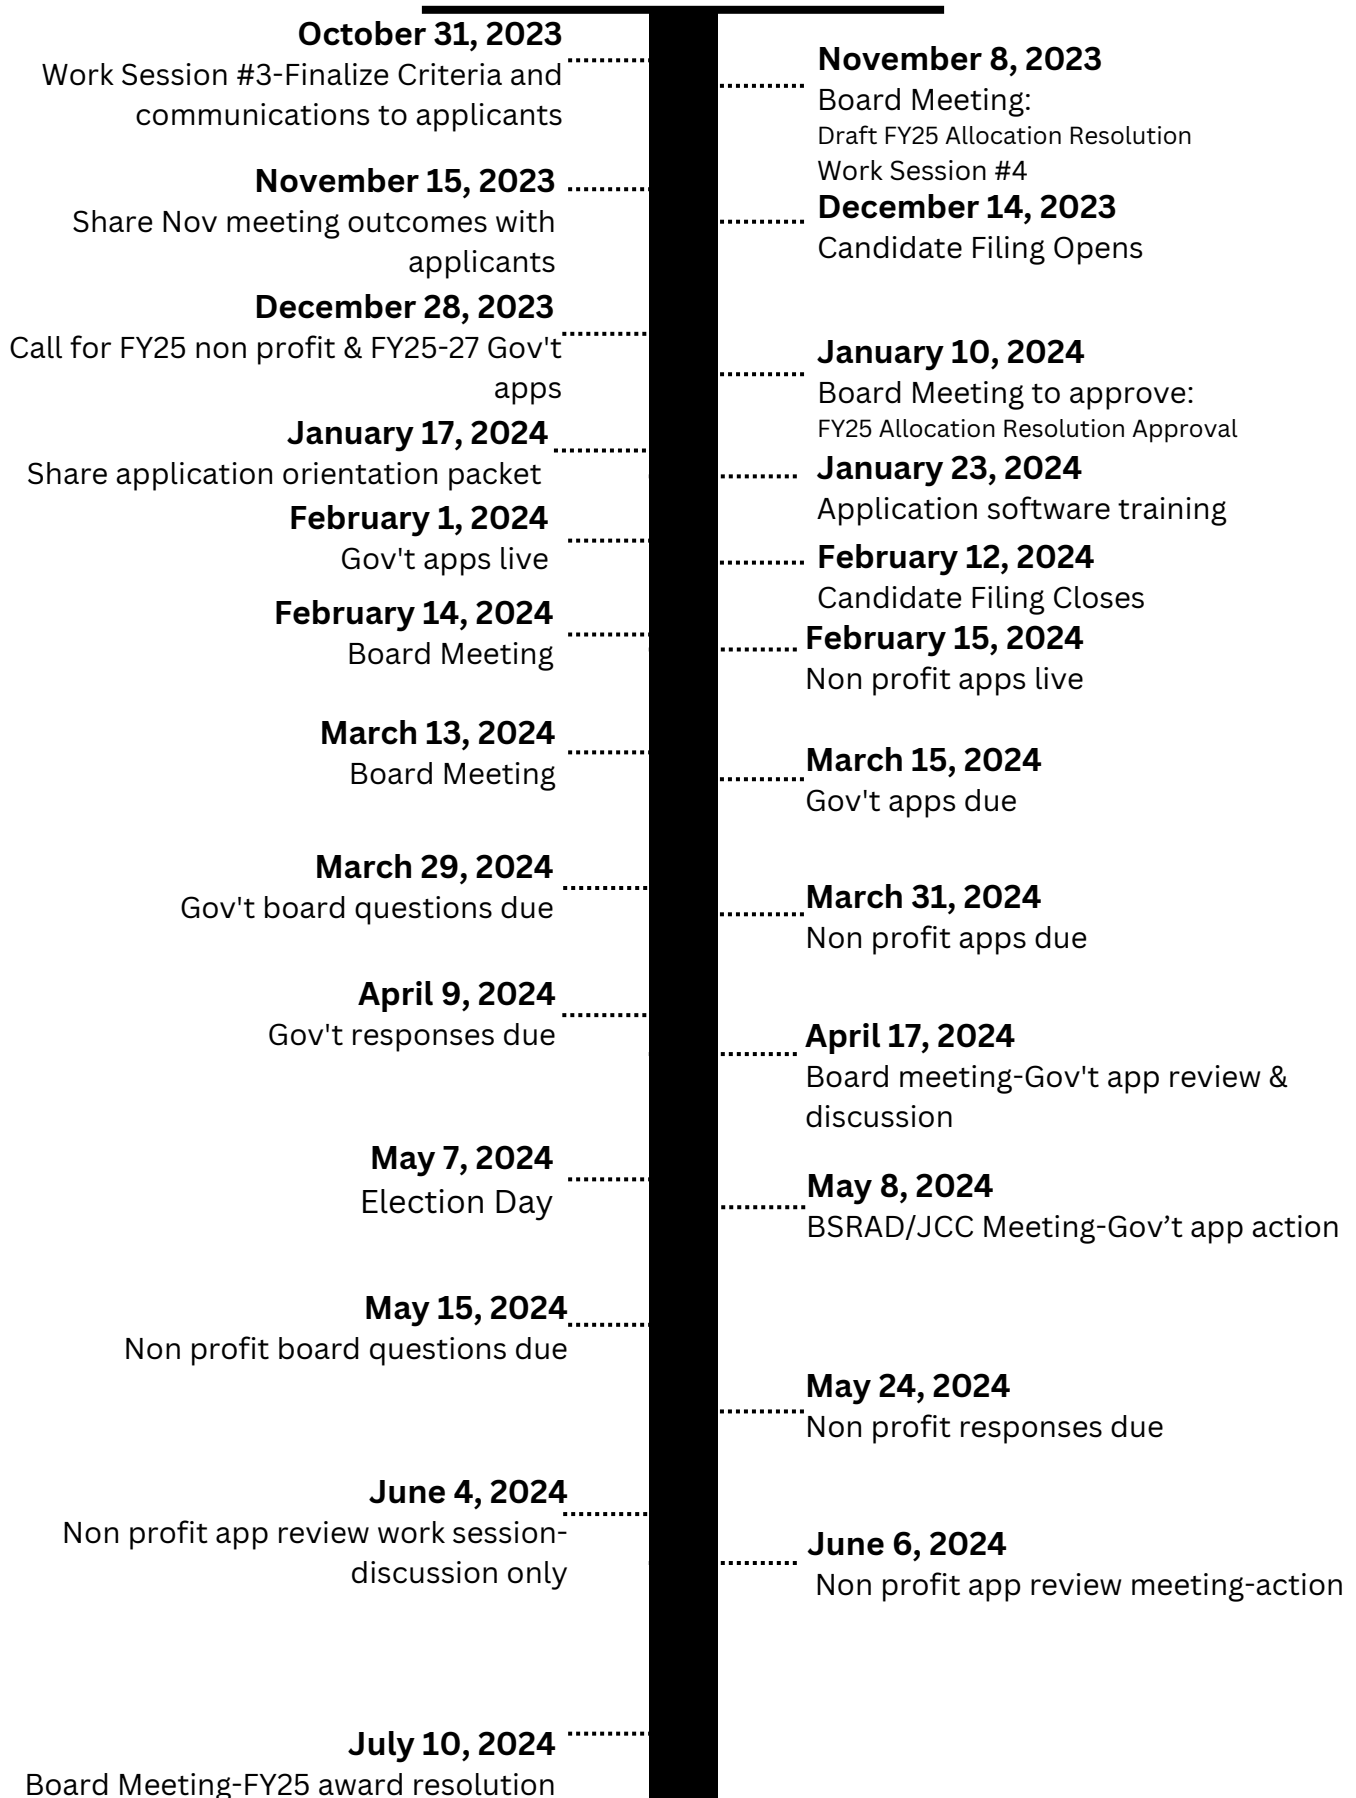 October 31, 2023
Work Session #3-Finalize Criteria and
communications to applicants
November 8, 2023
Board Meeting:
Draft FY25 Allocation Resolution
Work Session #4
November 15, 2023
Share Nov meeting outcomes with
applicants
December 14, 2023
Candidate Filing Opens
December 28, 2023
Call for FY25 non profit & FY25-27 Gov't
apps
January 10, 2024
Board Meeting to approve:
FY25 Allocation Resolution Approval
January 17, 2024
Share application orientation packet
January 23, 2024
Application software training
February 1, 2024
Gov't apps live
February 12, 2024
Candidate Filing Closes
February 14, 2024
Board Meeting
February 15, 2024
Non profit apps live
March 13, 2024
Board Meeting
March 15, 2024
Gov't apps due
March 29, 2024
Gov't board questions due
March 31, 2024
Non profit apps due
April 9, 2024
Gov't responses due
April 17, 2024
Board meeting-Gov't app review &
discussion
May 7, 2024
Election Day
May 8, 2024
BSRAD/JCC Meeting-Gov’t app action
May 15, 2024
Non profit board questions due
May 24, 2024
Non profit responses due
June 4, 2024
Non profit app review work session-
discussion only
June 6, 2024
Non profit app review meeting-action
July 10, 2024
Board Meeting-FY25 award resolution